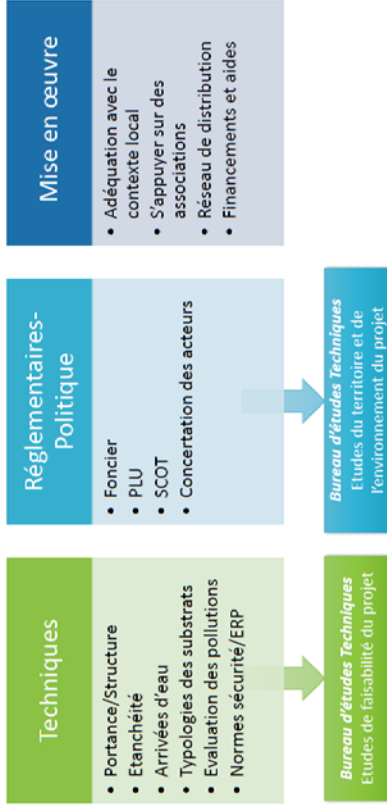 Techniques
• Portance/Structure
• Etanchéité
• Arrivées d'eau
• Typologies des substrats
• Evaluation des pollutions
• Normes sécurité/ERP
Bureau d'études Techniques
Etudes de faisabilité du projet
Réglementaires-
Politique
• Foncier
• PLU
• SCOT
• Concertation des acteurs
Bureau d'études Techniques
Etudes du territoire et de
l'environnement du projet
Mise en œuvre
• Adéquation avec le
contexte local
• S'appuyer sur des
associations
• Réseau de distribution
• Financements et aides